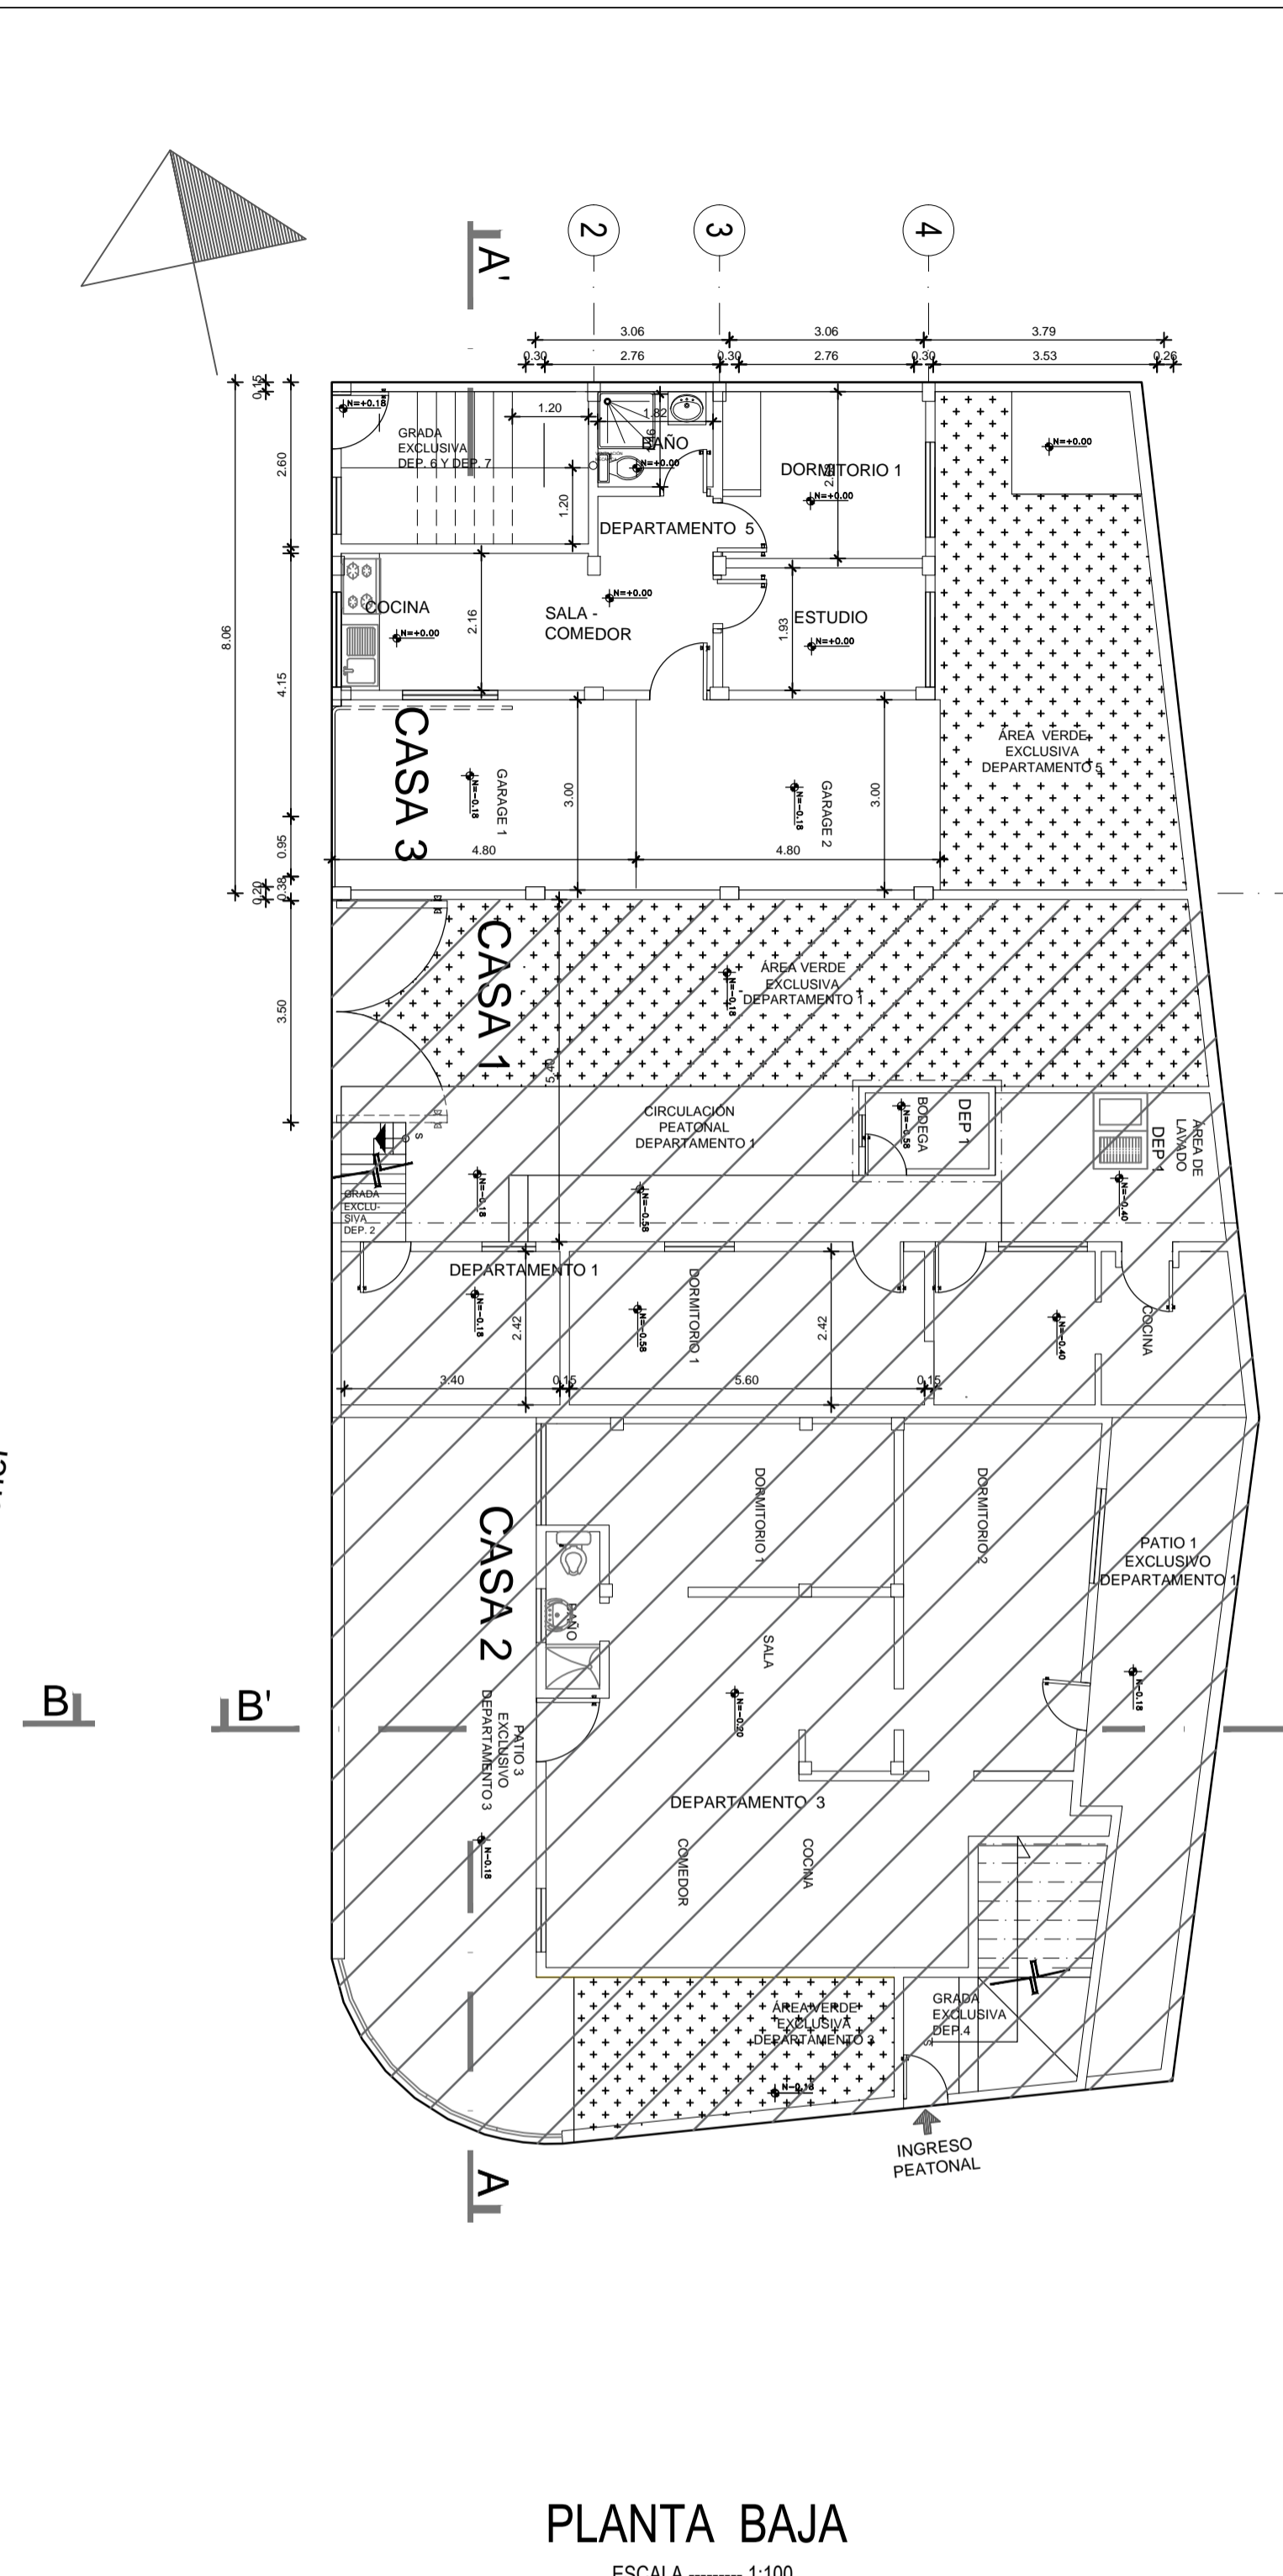 2
3
4
A'
3.06
3.06
3.79
0.30
2.76
0.30
2.76
0.30
3.53
0.26
0.15
2.60
8.06
4.15
0.95
0.38
0.20
3.50
N=+0.18
GRADA
EXCLUSIVA
DEP. 6 Y DEP. 7
1.20
1.20
1.82
BAÑO
N=+0.00
DORMITORIO 1
N=+0.00
N=+0.00
DEPARTAMENTO 5
COCINA
N=+0.00
2.16
SALA -
COMEDOR
N=+0.00
1.93
ESTUDIO
N=+0.00
CASA 3
N=-0.18
GARAGE 1
3.00
N=-0.18
GARAGE 2
3.00
4.80
4.80
ÁREA VERDE
EXCLUSIVA
DEPARTAMENTO 5
CASA 1
ÁREA VERDE
EXCLUSIVA
DEPARTAMENTO 1
N=-0.18
CIRCULACIÓN
PEATONAL
DEPARTAMENTO 1
N=-0.58
BODEGA
DEP 1
ÁREA DE
LAVADO
DEP 1
N=-0.40
S
GRADA
EXCLU-
SIVA
DEP. 2
N=-0.18
N=-0.58
DEPARTAMENTO 1
N=-0.18
2.42
N=-0.58
DORMITORIO 1
2.42
N=-0.40
COCINA
3.40
0.15
5.60
0.15
CASA 2
DORMITORIO 1
DORMITORIO 2
PATIO 1
EXCLUSIVO
DEPARTAMENTO 1
N-0.18
BAÑO
SALA
N=-0.20
B
B'
PATIO 3
EXCLUSIVO
DEPARTAMENTO 3
N-0.18
DEPARTAMENTO 3
COMEDOR
COCINA
ÁREA VERDE
EXCLUSIVA
DEPARTAMENTO 3
N-0.18
GRADA
EXCLUSIVA
DEP.4
S
INGRESO
PEATONAL
A
PLANTA BAJA
ESCALA --------- 1:100